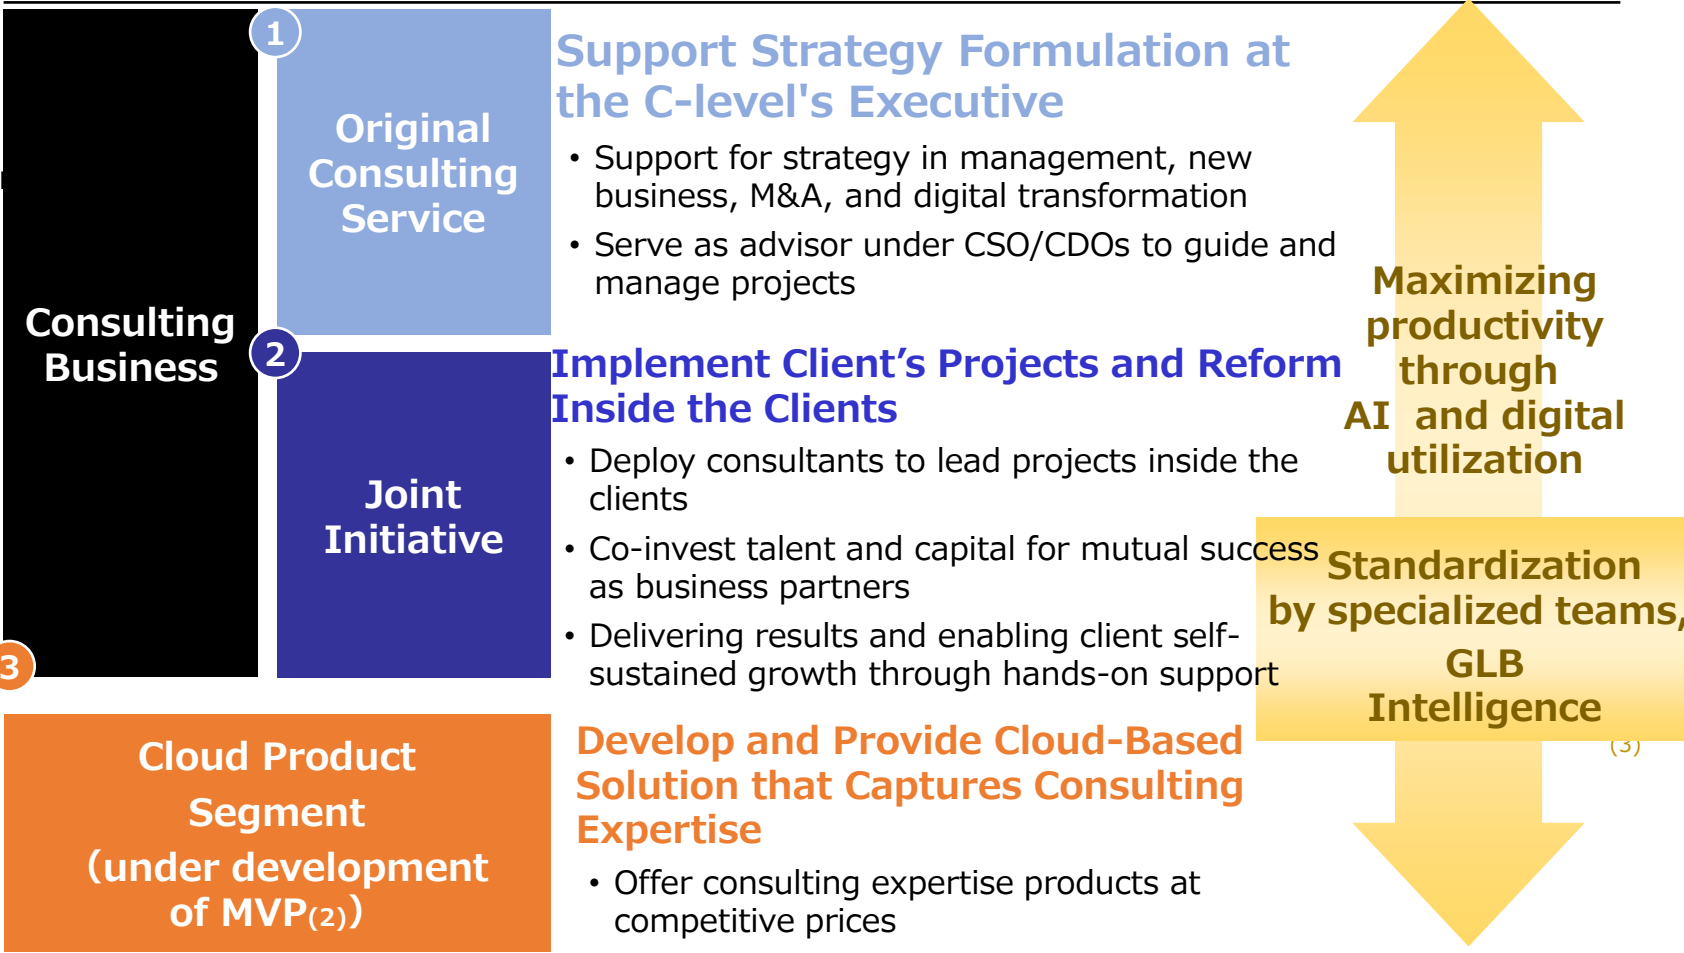 Consulting
Business
1
Original
Consulting
Service
Support Strategy Formulation at
the C-level's Executive
• Support for strategy in management, new
business, M&A, and digital transformation
• Serve as advisor under CSO/CDOs to guide and
manage projects
2
Joint
Initiative
Implement Client’s Projects and Reform
Inside the Clients
• Deploy consultants to lead projects inside the
clients
• Co-invest talent and capital for mutual success
as business partners
• Delivering results and enabling client self-
sustained growth through hands-on support
3
Cloud Product
Segment
(under development
of MVP(2))
Develop and Provide Cloud-Based
Solution that Captures Consulting
Expertise
• Offer consulting expertise products at
competitive prices
Maximizing
productivity
through
AI and digital
utilization
Standardization
by specialized teams,
GLB
Intelligence
(3)